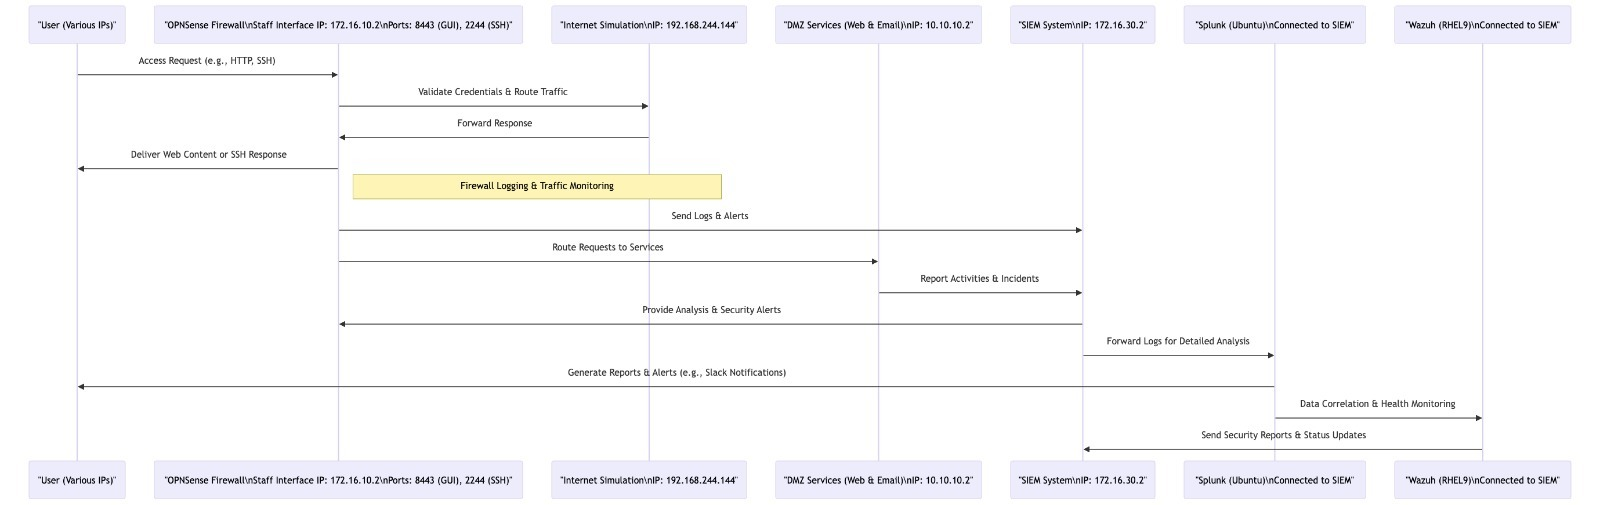 "User (Various IPs)"
"OPNSense Firewall\nStaff Interface IP: 172.16.10.2\nPorts: 8443 (GUI), 2244 (SSH)"
"Internet Simulation\nIP: 192.168.244.144"
"DMZ Services (Web & Email)\nIP: 10.10.10.2"
"SIEM System\nIP: 172.16.30.2"
"Splunk (Ubuntu)\nConnected to SIEM"
"Wazuh (RHEL9)\nConnected to SIEM"
Access Request (e.g., HTTP, SSH)
Validate Credentials & Route Traffic
Forward Response
Deliver Web Content or SSH Response
Firewall Logging & Traffic Monitoring
Send Logs & Alerts
Route Requests to Services
Report Activities & Incidents
Provide Analysis & Security Alerts
Forward Logs for Detailed Analysis
Generate Reports & Alerts (e.g., Slack Notifications)
Data Correlation & Health Monitoring
Send Security Reports & Status Updates
"User (Various IPs)"
"OPNSense Firewall\nStaff Interface IP: 172.16.10.2\nPorts: 8443 (GUI), 2244 (SSH)"
"Internet Simulation\nIP: 192.168.244.144"
"DMZ Services (Web & Email)\nIP: 10.10.10.2"
"SIEM System\nIP: 172.16.30.2"
"Splunk (Ubuntu)\nConnected to SIEM"
"Wazuh (RHEL9)\nConnected to SIEM"